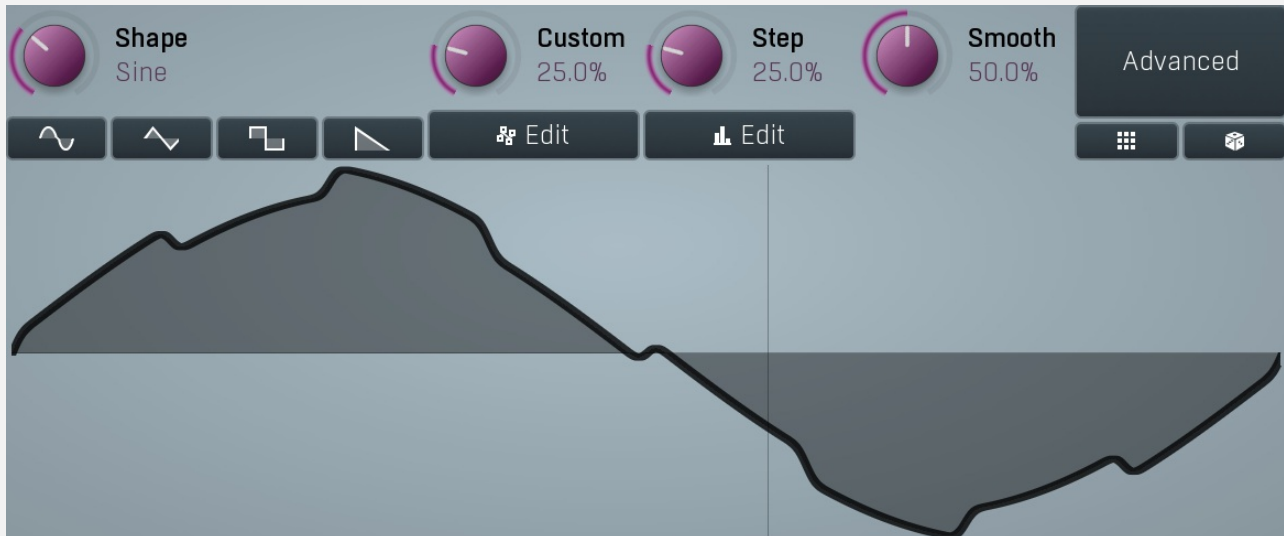 Shape
Sine
Custom
25.0%
Step
25.0%
Smooth
50.0%
Advanced
Edit
Edit